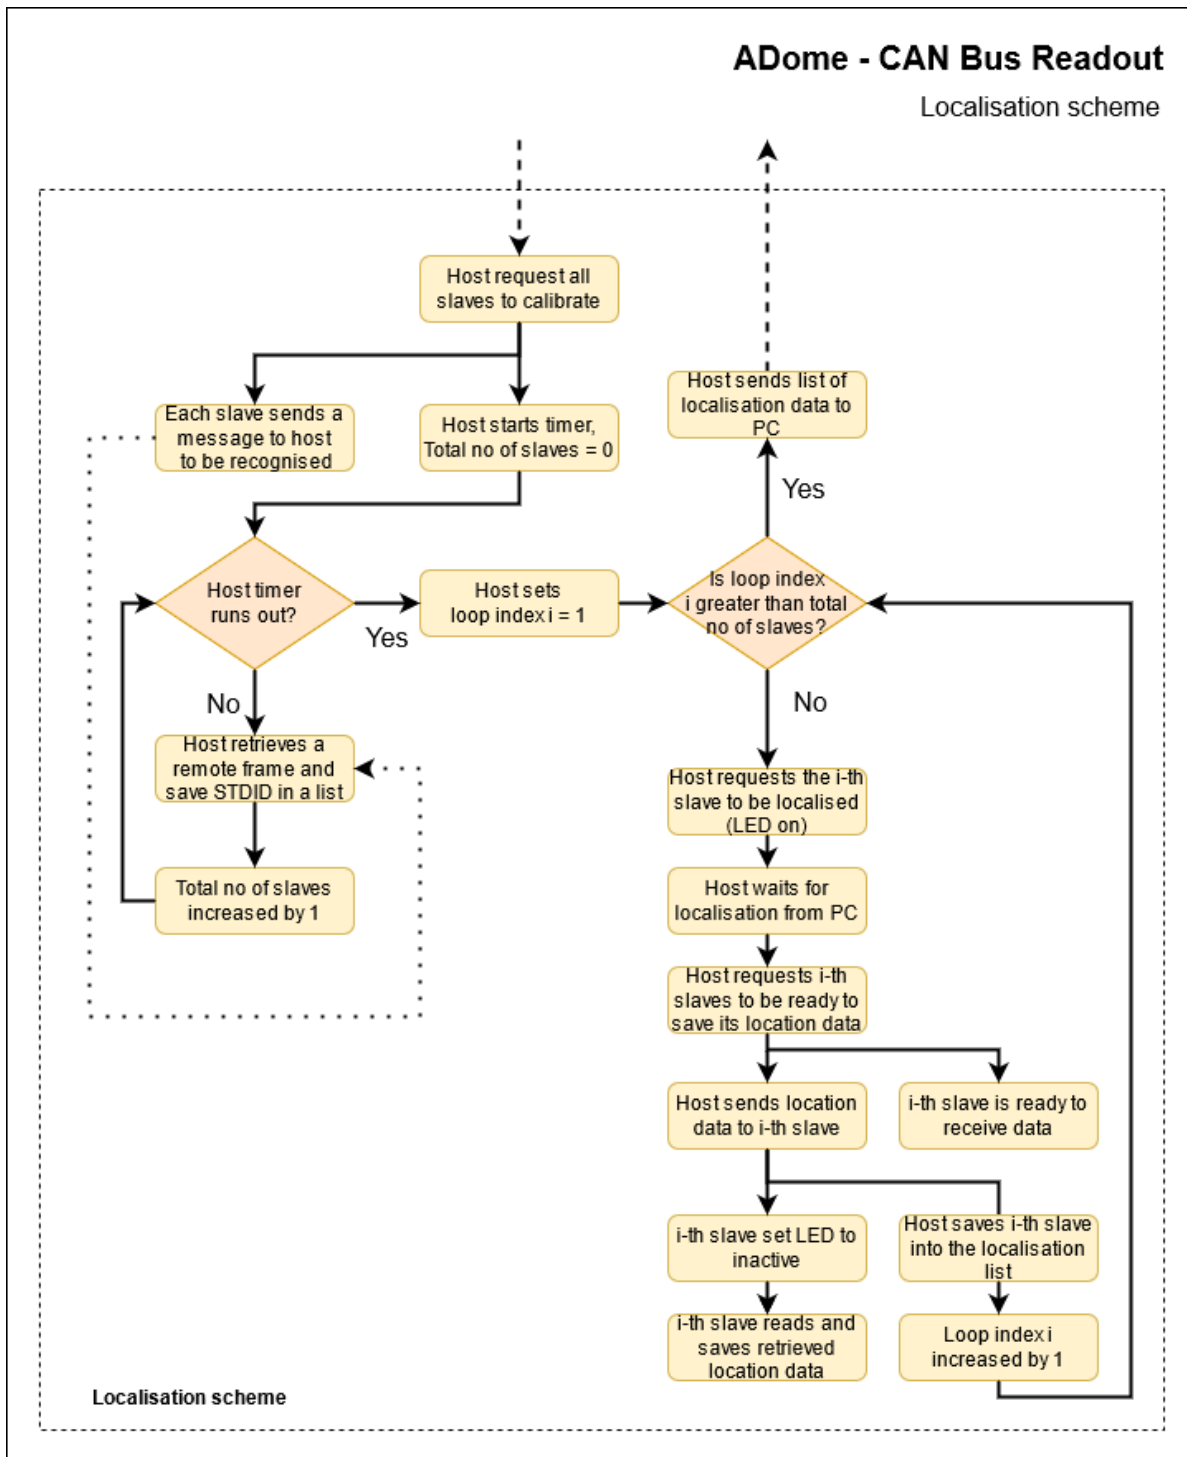 ADome - CAN Bus Readout
Localisation scheme
Host request all
slaves to calibrate
Each slave sends a
message to host
to be recognised
Host starts timer,
Total no of slaves = 0
Host sends list of
localisation data to
PC
Yes
Host timer
runs out?
Yes
Host sets
loop index i = 1
Is loop index
i greater than total
no of slaves?
No
No
Host retrieves a
remote frame and
save STDID in a list
Total no of slaves
increased by 1
Host requests the i-th
slave to be localised
(LED on)
Host waits for
localisation from PC
Host requests i-th
slaves to be ready to
save its location data
Host sends location
data to i-th slave
i-th slave is ready to
receive data
i-th slave set LED to
inactive
Host saves i-th slave
into the localisation
list
i-th slave reads and
saves retrieved
location data
Loop index i
increased by 1
Localisation scheme